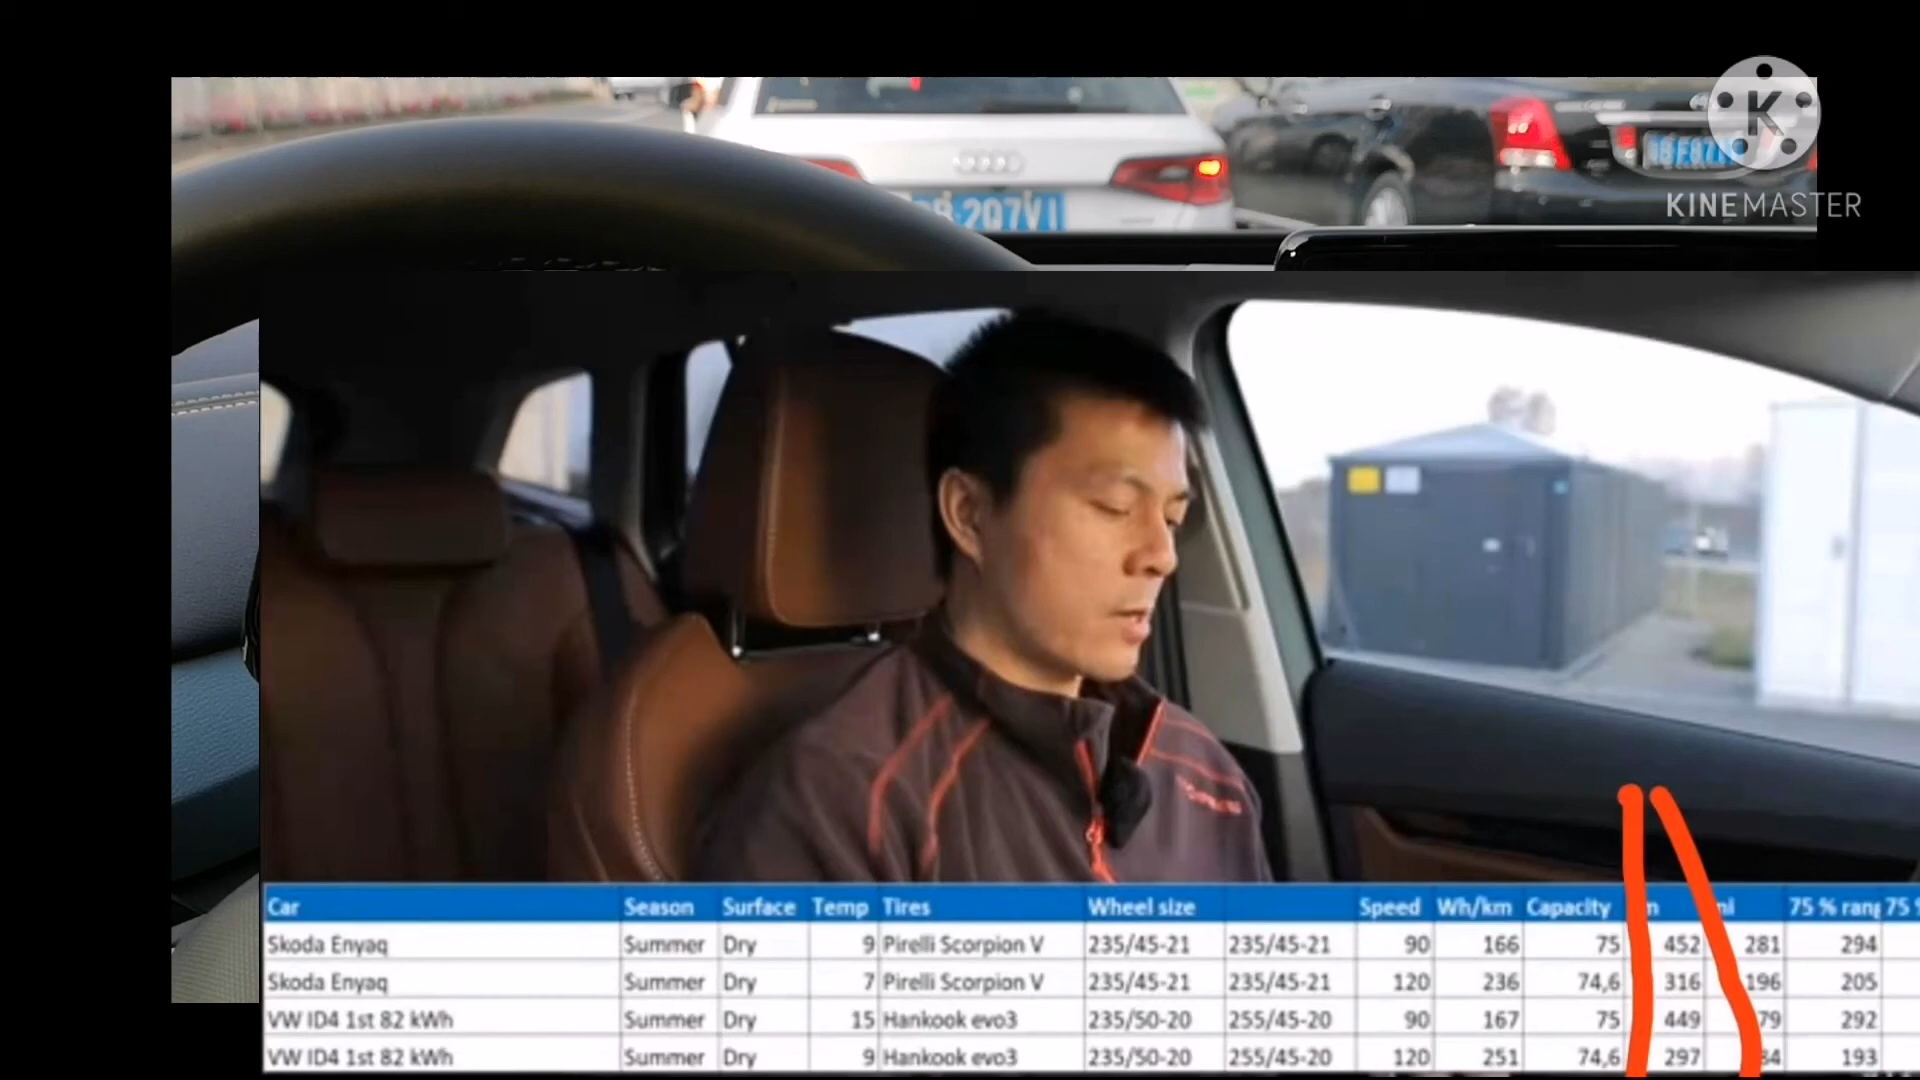 KINEMASTER
Car Season Surface Temp Tires Wheel size Speed Wh/km Capacity 75 % rang 75 %
Skoda Enyaq Summer Dry 9 Pirelli Scorpion V 235/45-21 235/45-21 90 166 75 452 281 294
Skoda Enyaq Summer Dry 7 Pirelli Scorpion V 235/45-21 235/45-21 120 236 74,6 316 196 205
VW ID4 1st 82 kWh Summer Dry 15 Hankook evo3 235/50-20 255/45-20 90 167 75 449 79 292
VW ID4 1st 82 kWh Summer Dry 9 Hankook evo3 235/50-20 255/45-20 120 251 74,6 297 84 193